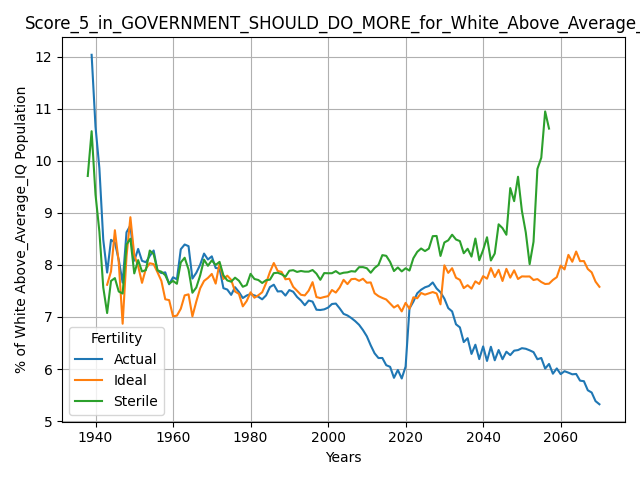 Score_5_in_GOVERNMENT_SHOULD_DO_MORE_for_White_Above_Average_
% of White Above_Average_IQ Population
12
11
10
9
8
7
6
5
Fertility
Actual
Ideal
Sterile
1940 1960 1980 2000 2020 2040 2060
Years